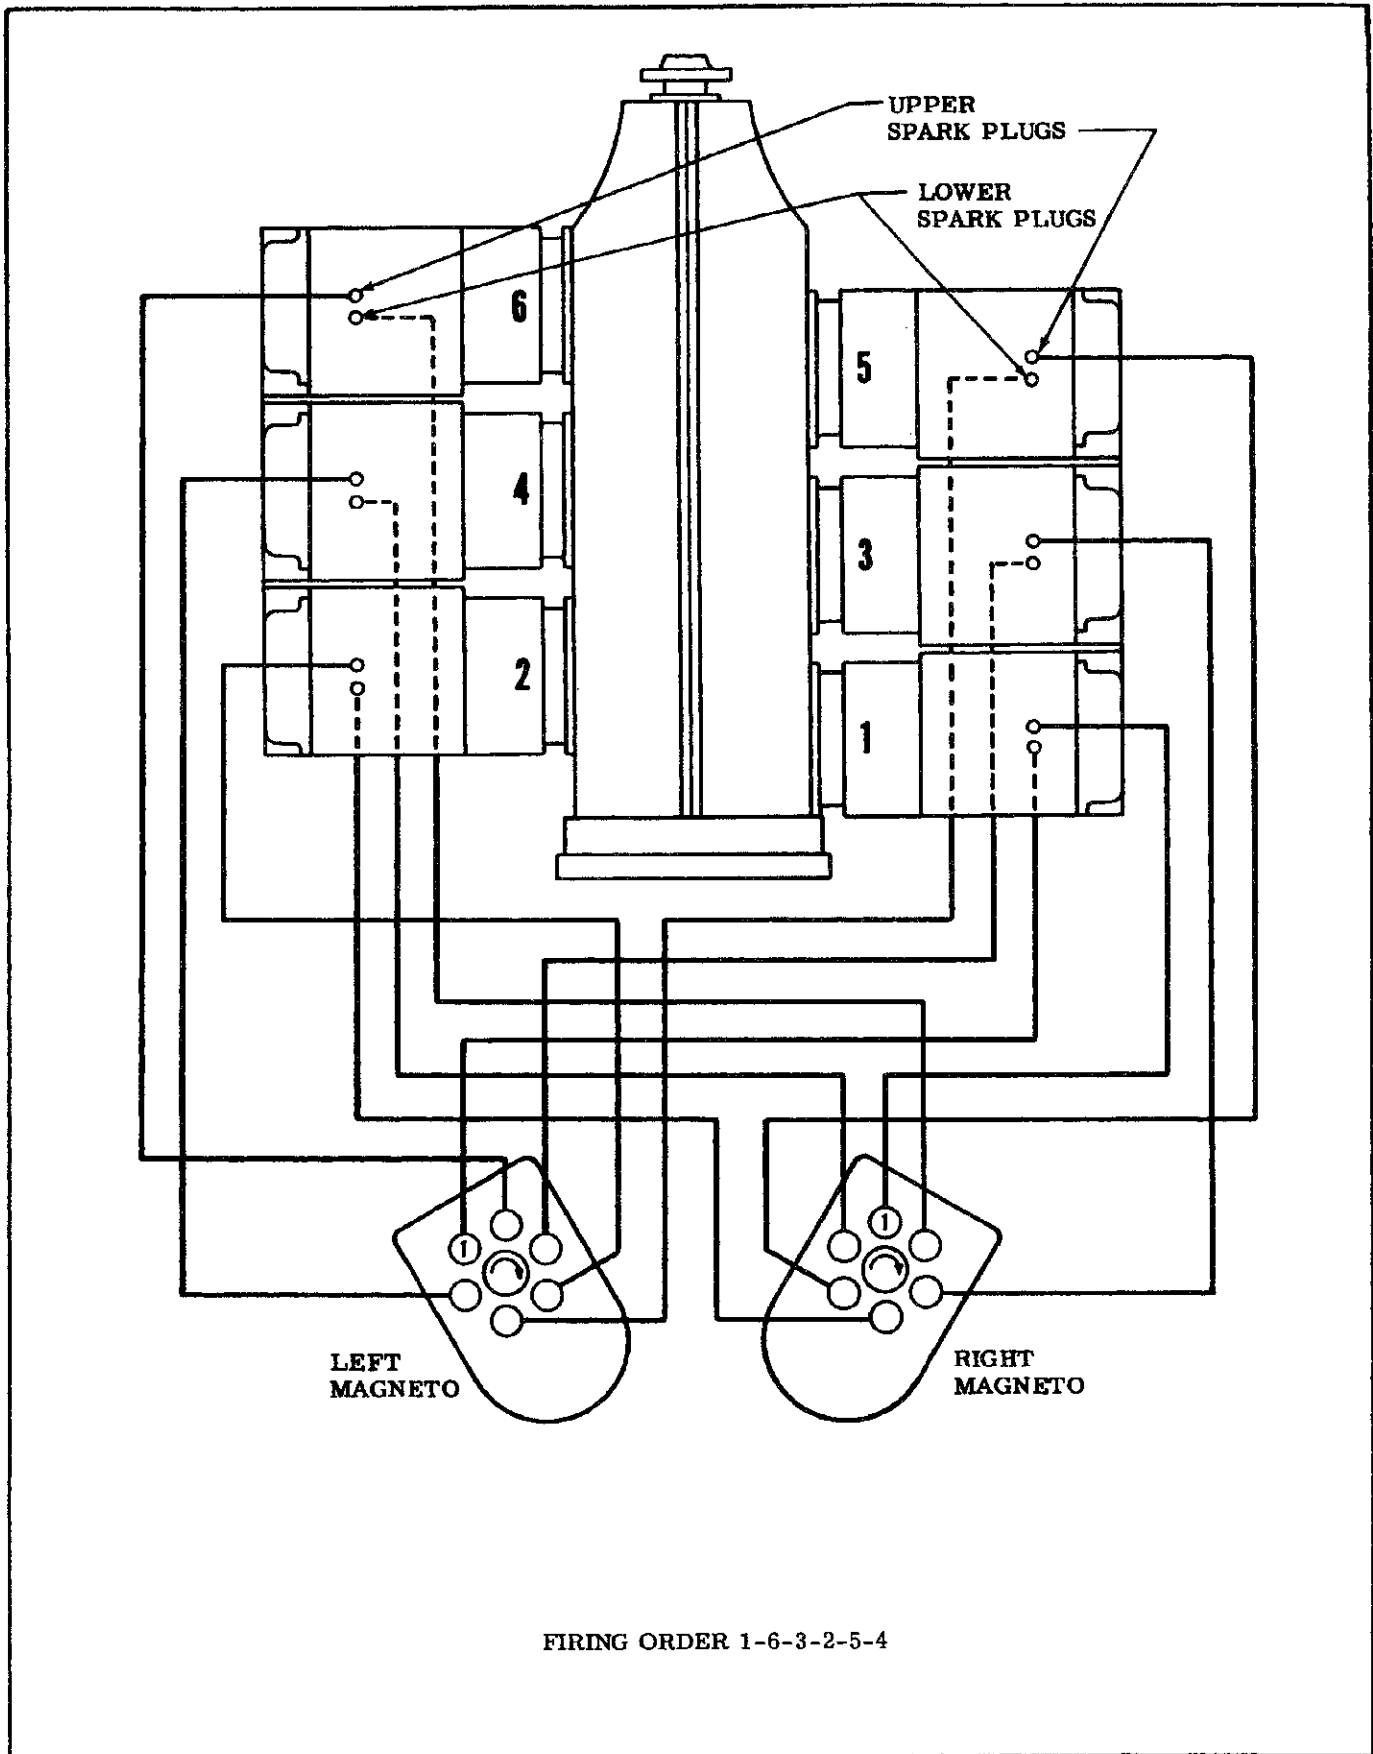 UPPER
SPARK PLUGS
LOWER
SPARK PLUGS
6
5
4
3
2
1
1
1
LEFT
MAGNETO
RIGHT
MAGNETO
FIRING ORDER 1-6-3-2-5-4